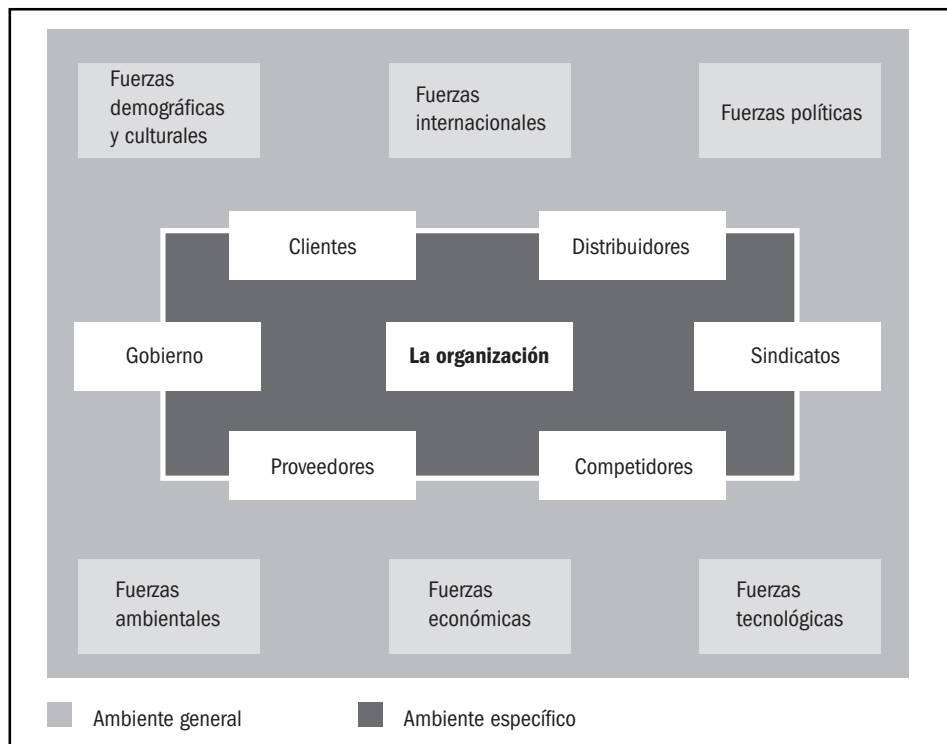 Fuerzas
demográficas
y culturales
Fuerzas
internacionales
Fuerzas políticas
Clientes
Distribuidores
Gobierno
La organización
Sindicatos
Proveedores
Competidores
Fuerzas
ambientales
Fuerzas
económicas
Fuerzas
tecnológicas
Ambiente general
Ambiente específico